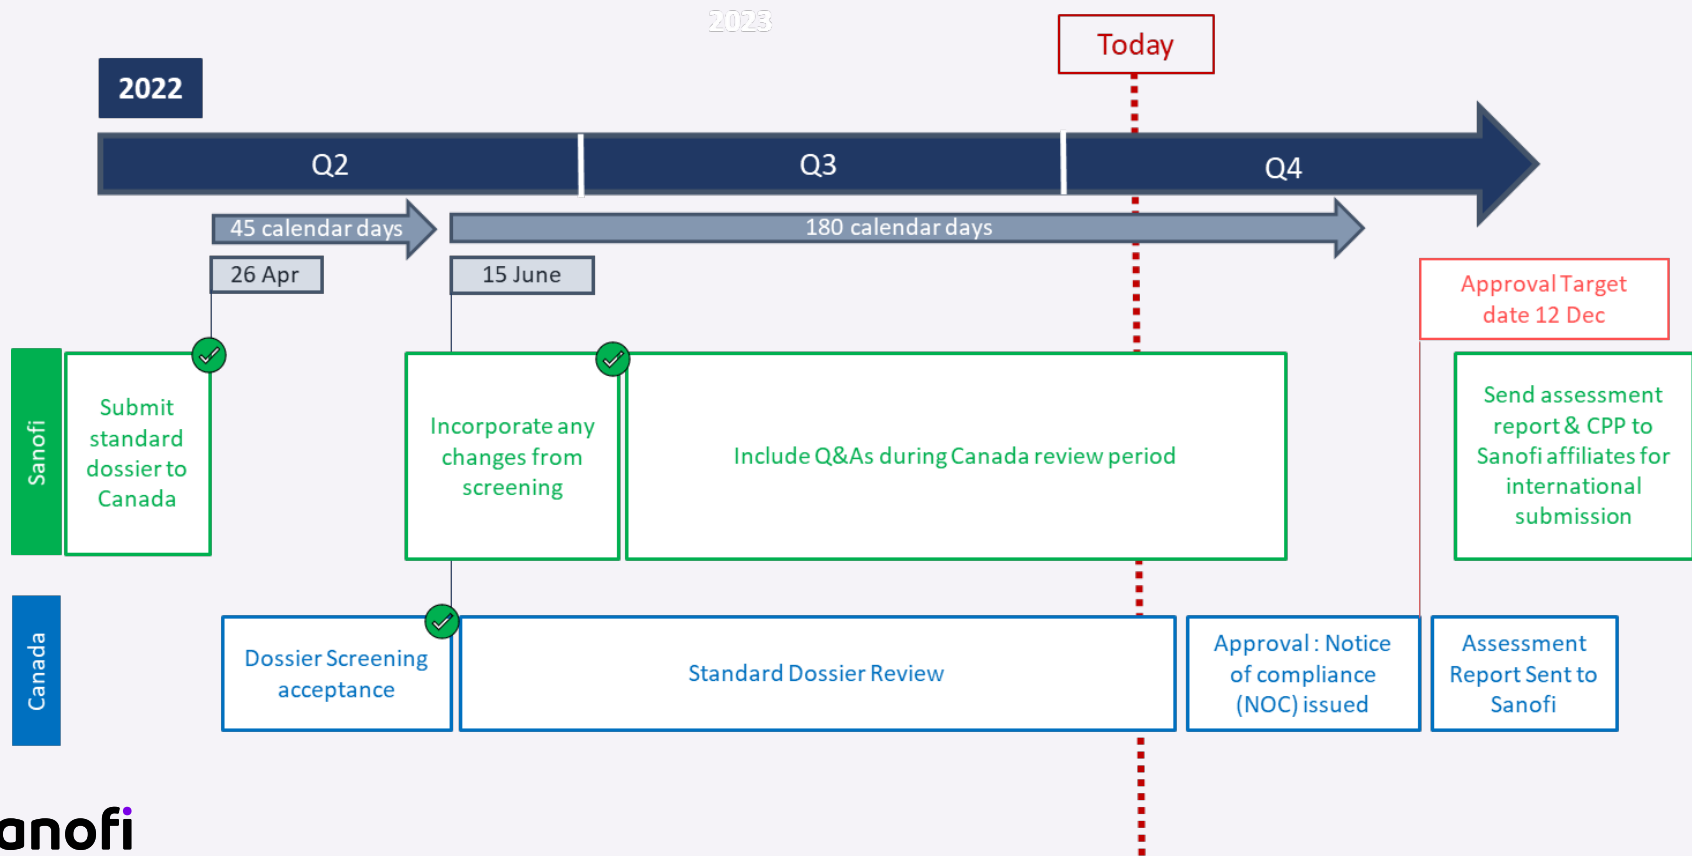 2023
Today
2022
Q2
Q3
Q4
45 calendar days
180 calendar days
26 Apr
15 June
Approval Target
date 12 Dec
Sanofi
Submit
standard
dossier to
Canada
Incorporate any
changes from
screening
Include Q&As during Canada review period
Send assessment
report & CPP to
Sanofi affiliates for
international
submission
Canada
Dossier Screening
acceptance
Standard Dossier Review
Approval : Notice
of compliance
(NOC) issued
Assessment
Report Sent to
Sanofi
anofi